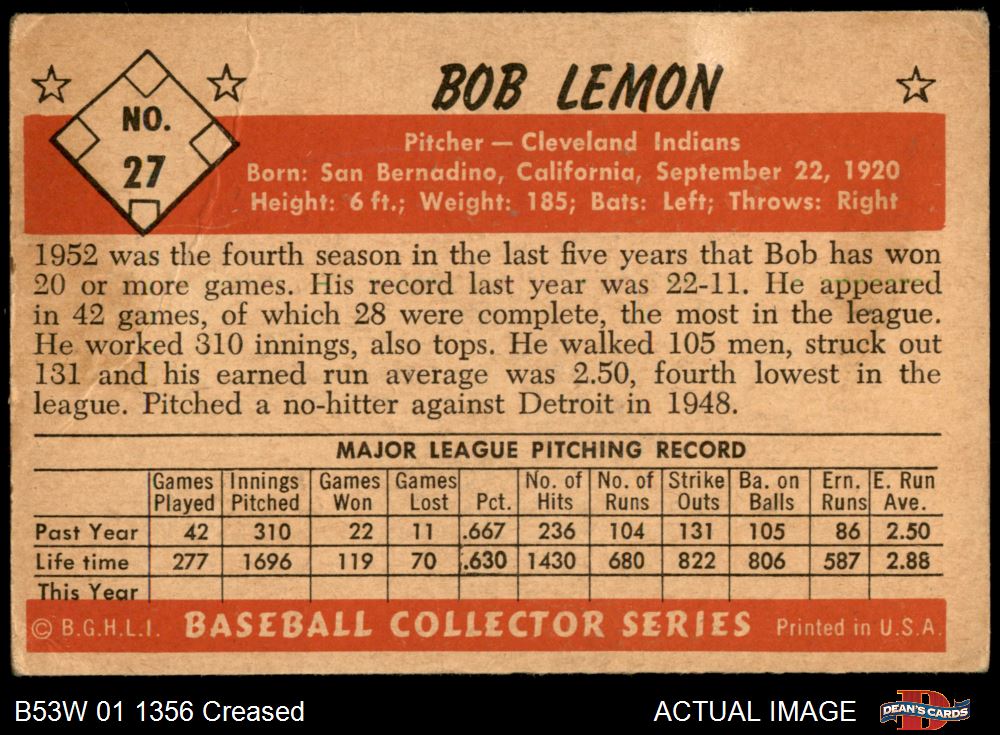 BOB LEMON
NO.
27
Pitcher — Cleveland Indians
Born: San Bernadino, California, September 22, 1920
Height: 6 ft.; Weight: 185; Bats: Left; Throws: Right
1952 was the fourth season in the last five years that Bob has won
20 or more games. His record last year was 22-11. He appeared
in 42 games, of which 28 were complete, the most in the league.
He worked 310 innings, also tops. He walked 105 men, struck out
131 and his earned run average was 2.50, fourth lowest in the
league. Pitched a no-hitter against Detroit in 1948.
MAJOR LEAGUE PITCHING RECORD
Games Innings Games Games No. of No. of Strike Ba. on Ern. E. Run
Played Pitched Won Lost Pct. Hits Runs Outs Balls Runs Ave.
Past Year 42 310 22 11 .667 236 104 131 105 86 2.50
Life time 277 1696 119 70 .630 1430 680 822 806 587 2.88
This Year
© B.G.H.L.I. BASEBALL COLLECTOR SERIES Printed in U.S.A.
B53W 01 1356 Creased ACTUAL IMAGE D DEAN'S CARDS